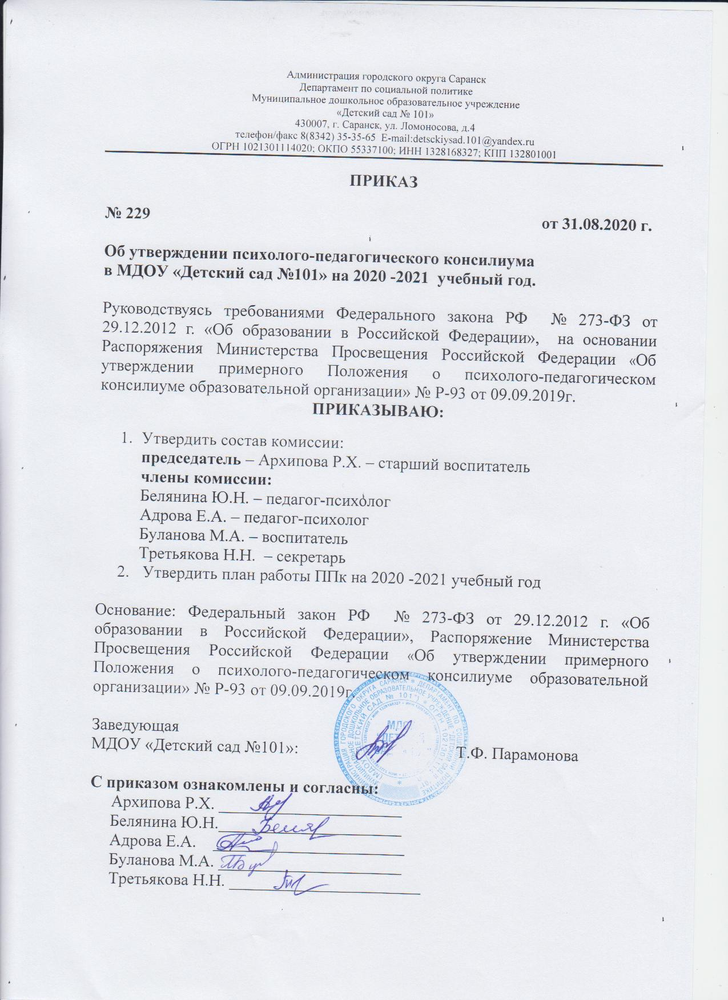 Администрация городского округа Саранск
Департамент по социальной политике
Муниципальное дошкольное образовательное учреждение
«Детский сад № 101»
430007, г. Саранск, ул. Ломоносова, д.4
телефон/факс 8(8342) 35-35-65  E-mail:detsckiysad.101@yandex.ru
ОГРН 1021301114020; ОКПО 55337100; ИНН 1328168327; КПП 132801001
ПРИКАЗ
№ 229
от 31.08.2020 г.
Об утверждении психолого-педагогического консилиума
в МДОУ «Детский сад №101» на 2020 -2021  учебный год.
Руководствуясь требованиями Федерального закона РФ  № 273-ФЗ от
29.12.2012 г. «Об образовании в Российской Федерации»,  на основании
Распоряжения Министерства Просвещения Российской Федерации «Об
утверждении примерного Положения о психолого-педагогическом
консилиуме образовательной организации» № Р-93 от 09.09.2019г.
ПРИКАЗЫВАЮ:
1. Утвердить состав комиссии:
председатель – Архипова Р.Х. – старший воспитатель
члены комиссии:
Белянина Ю.Н. – педагог-психолог
Адрова Е.А. – педагог-психолог
Буланова М.А. – воспитатель
Третьякова Н.Н.  – секретарь
2. Утвердить план работы ППк на 2020 -2021 учебный год
Основание: Федеральный закон РФ  № 273-ФЗ от 29.12.2012 г. «Об
образовании в Российской Федерации», Распоряжение Министерства
Просвещения Российской Федерации «Об утверждении примерного
Положения о психолого-педагогическом консилиуме образовательной
организации» № Р-93 от 09.09.2019г.
Заведующая
МДОУ «Детский сад №101»:
Т.Ф. Парамонова
С приказом ознакомлены и согласны:
Архипова Р.Х.
Белянина Ю.Н.
Адрова Е.А.
Буланова М.А.
Третьякова Н.Н.